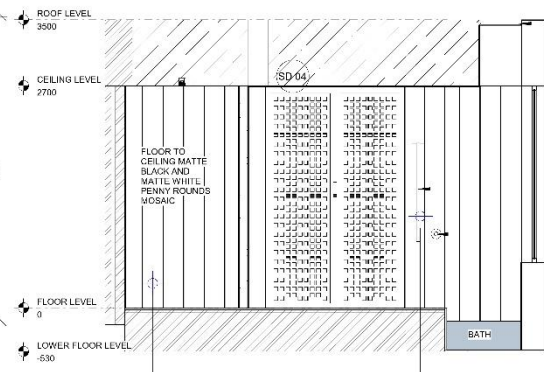 ROOF LEVEL
3500
CEILING LEVEL
2700
SD 04
FLOOR TO
CEILING MATTE
BLACK AND
MATTE WHITE
PENNY ROUNDS
MOSAIC
FLOOR LEVEL
0
LOWER FLOOR LEVEL
-530
BATH